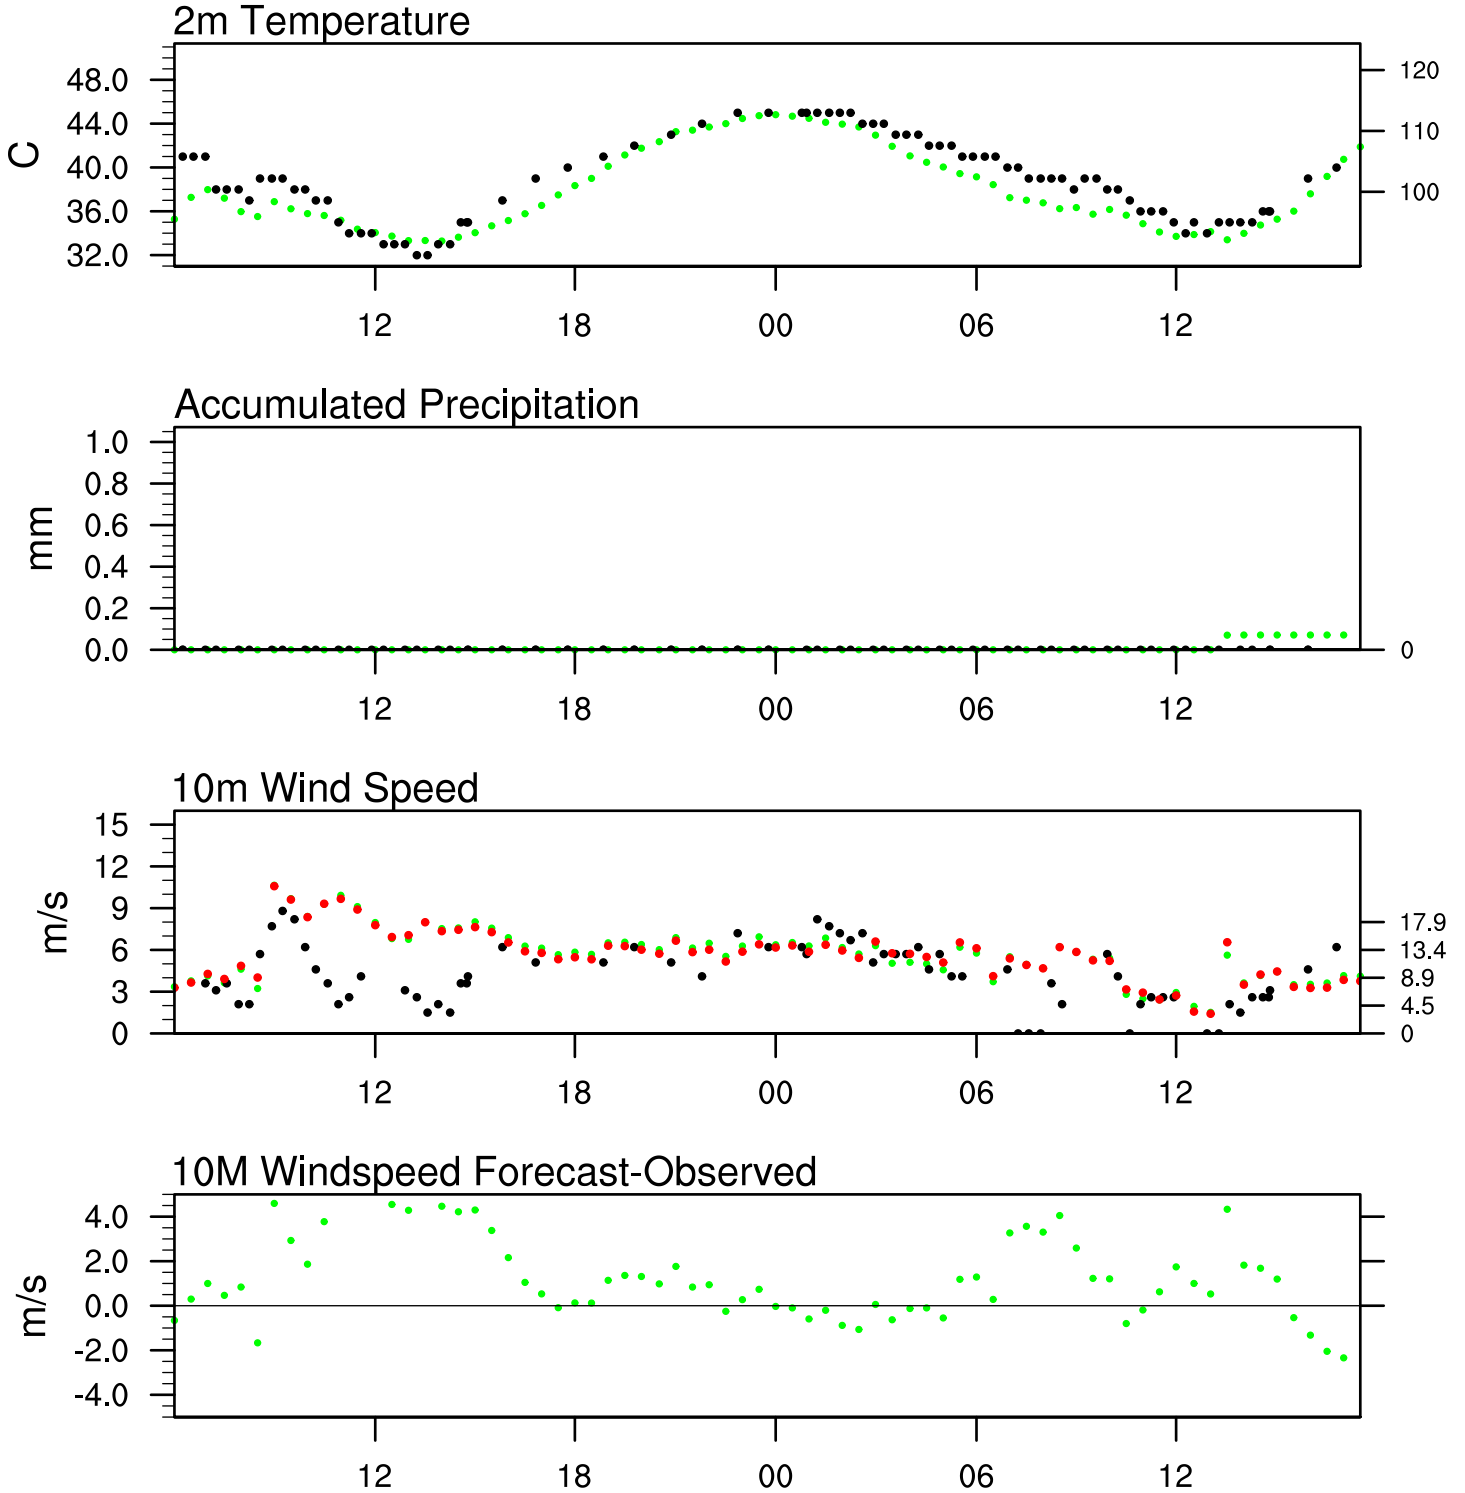 2m Temperature
48.0
44.0
40.0
36.0
32.0
C
120
110
100
12 18 00 06 12
Accumulated Precipitation
1.0
0.8
0.6
0.4
0.2
0.0
mm
0
12 18 00 06 12
10m Wind Speed
15
12
9
6
3
0
m/s
17.9
13.4
8.9
4.5
0
12 18 00 06 12
10M Windspeed Forecast-Observed
4.0
2.0
0.0
-2.0
-4.0
m/s
12 18 00 06 12